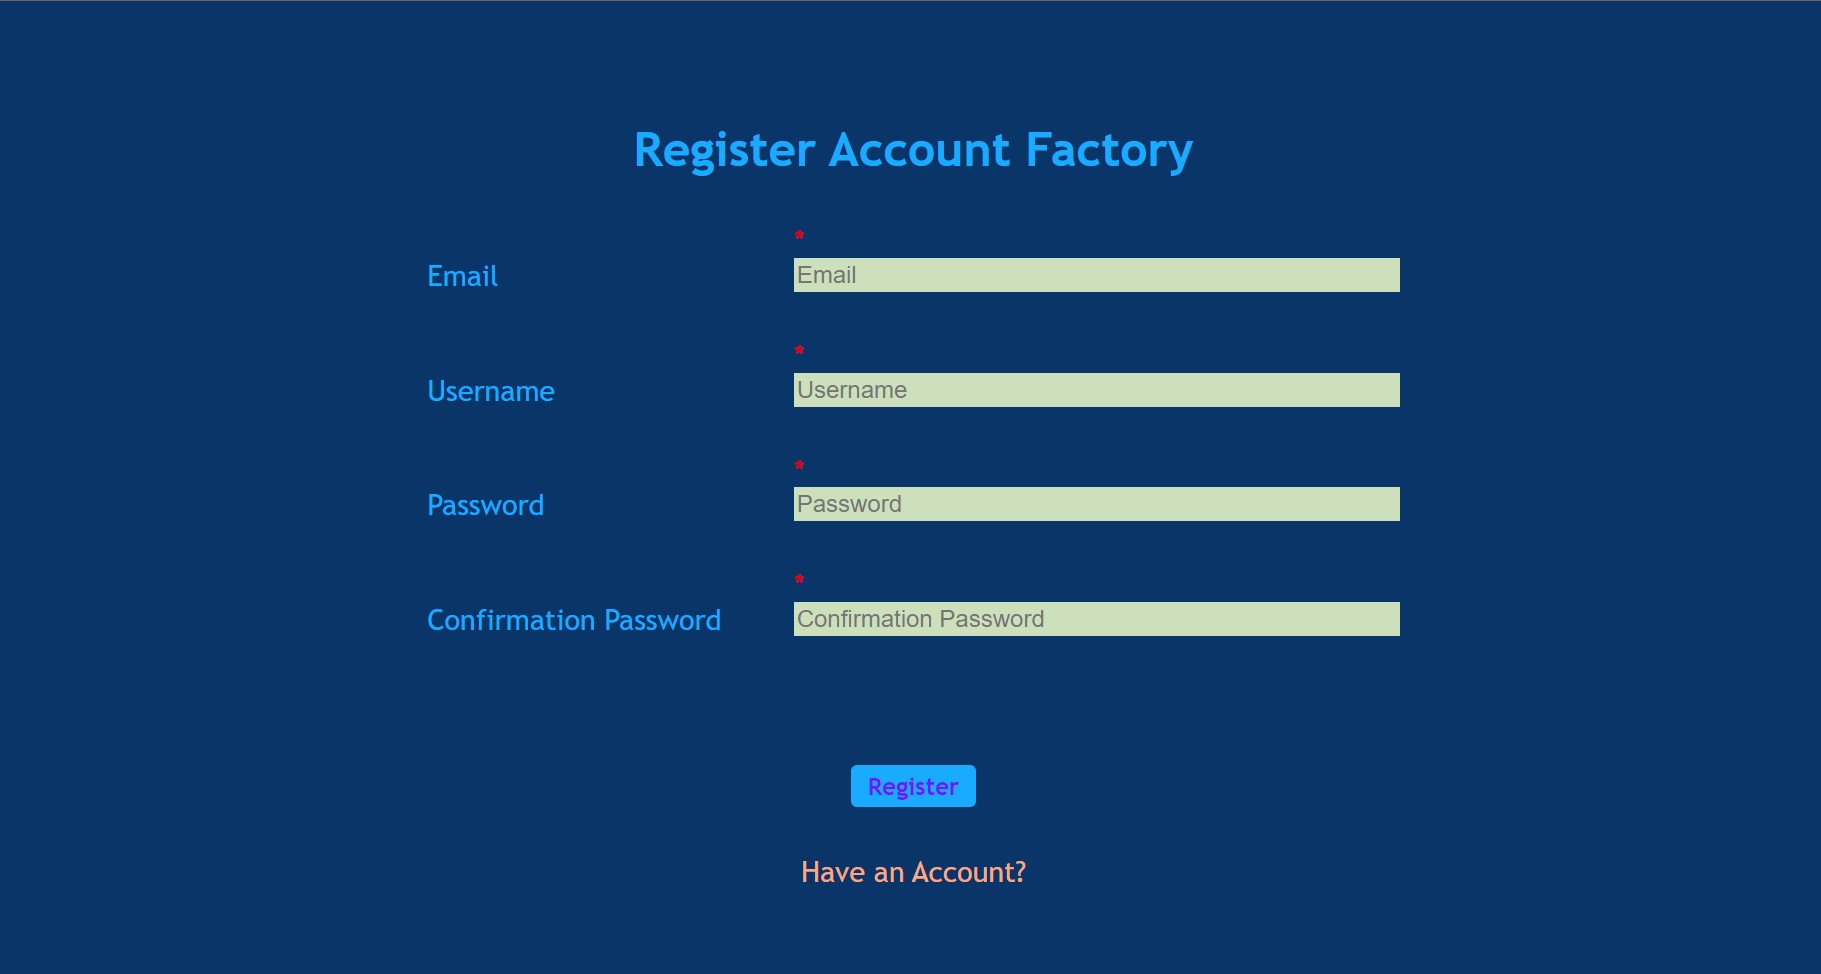 Register Account Factory
*
Email Email
*
Username Username
*
Password Password
*
Confirmation Password Confirmation Password
Register
Have an Account?